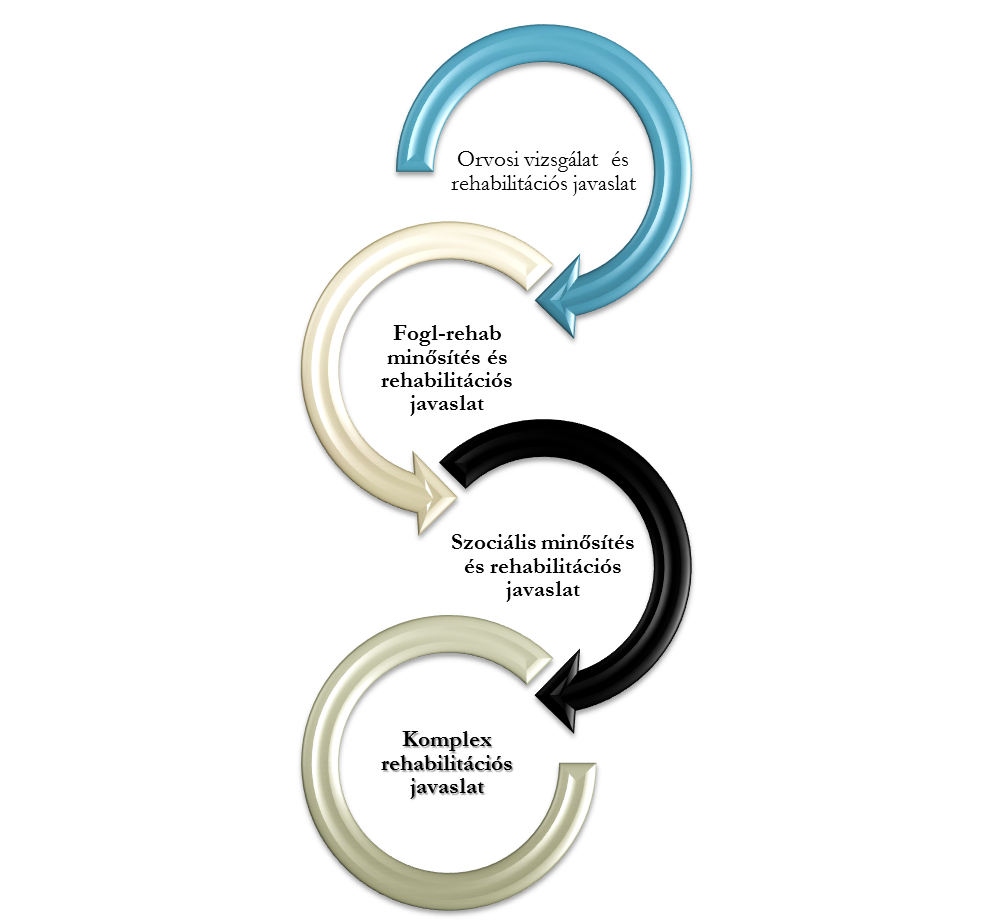 Orvosi vizsgálat és
rehabilitációs javaslat
Fogl-rehab
minősítés és
rehabilitációs
javaslat
Szociális minősítés
és rehabilitációs
javaslat
Komplex
rehabilitációs
javaslat